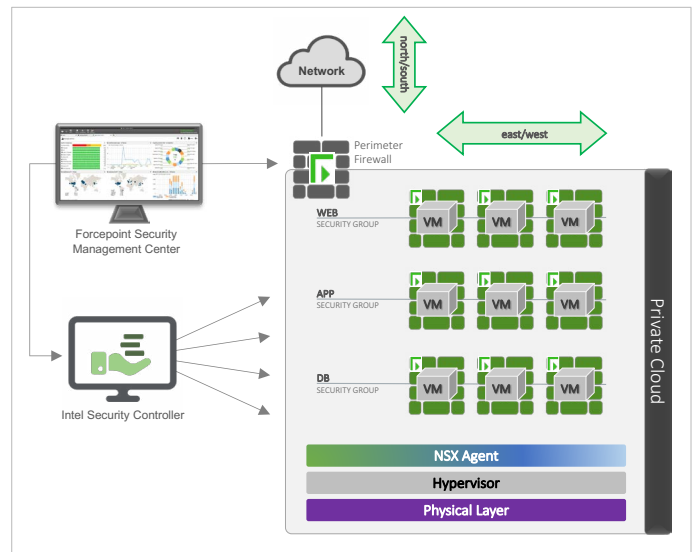 Network
north/south
east/west
Perimeter
Firewall
Forcepoint Security
Management Center
WEB
SECURITY GROUP
VM VM VM
APP
SECURITY GROUP
VM VM VM
DB
SECURITY GROUP
VM VM VM
Intel Security Controller
Private Cloud
NSX Agent
Hypervisor
Physical Layer